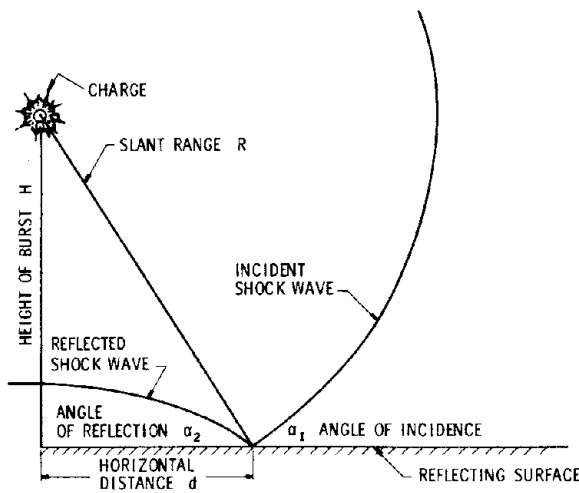 CHARGE
SLANT RANGE R
HEIGHT OF BURST H
INCIDENT
SHOCK WAVE
REFLECTED
SHOCK WAVE
ANGLE
OF REFLECTION α₂
α₁ ANGLE OF INCIDENCE
HORIZONTAL
DISTANCE d
REFLECTING SURFACE